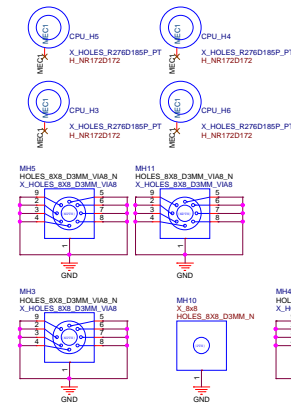 MEC1
CPU_H5
MEC1
X_HOLES_R276D185P_PT
H_NR172D172
MEC1
CPU_H4
MEC1
X_HOLES_R276D185P_PT
H_NR172D172
MEC1
CPU_H3
MEC1
X_HOLES_R276D185P_PT
H_NR172D172
MEC1
CPU_H6
MEC1
X_HOLES_R276D185P_PT
H_NR172D172
MH5
HOLES_8X8_D3MM_VIA8_N
X_HOLES_8X8_D3MM_VIA8
9 5
2 6
3 7
4 8
1
GND
MH11
HOLES_8X8_D3MM_VIA8_N
X_HOLES_8X8_D3MM_VIA8
9 5
2 6
3 7
4 8
1
GND
MH3
HOLES_8X8_D3MM_VIA8_N
X_HOLES_8X8_D3MM_VIA8
9 5
2 6
3 7
4 8
1
GND
MH10
X_8x8
HOLES_8X8_D3MM_N
1
GND
MH4
HOL
X_H